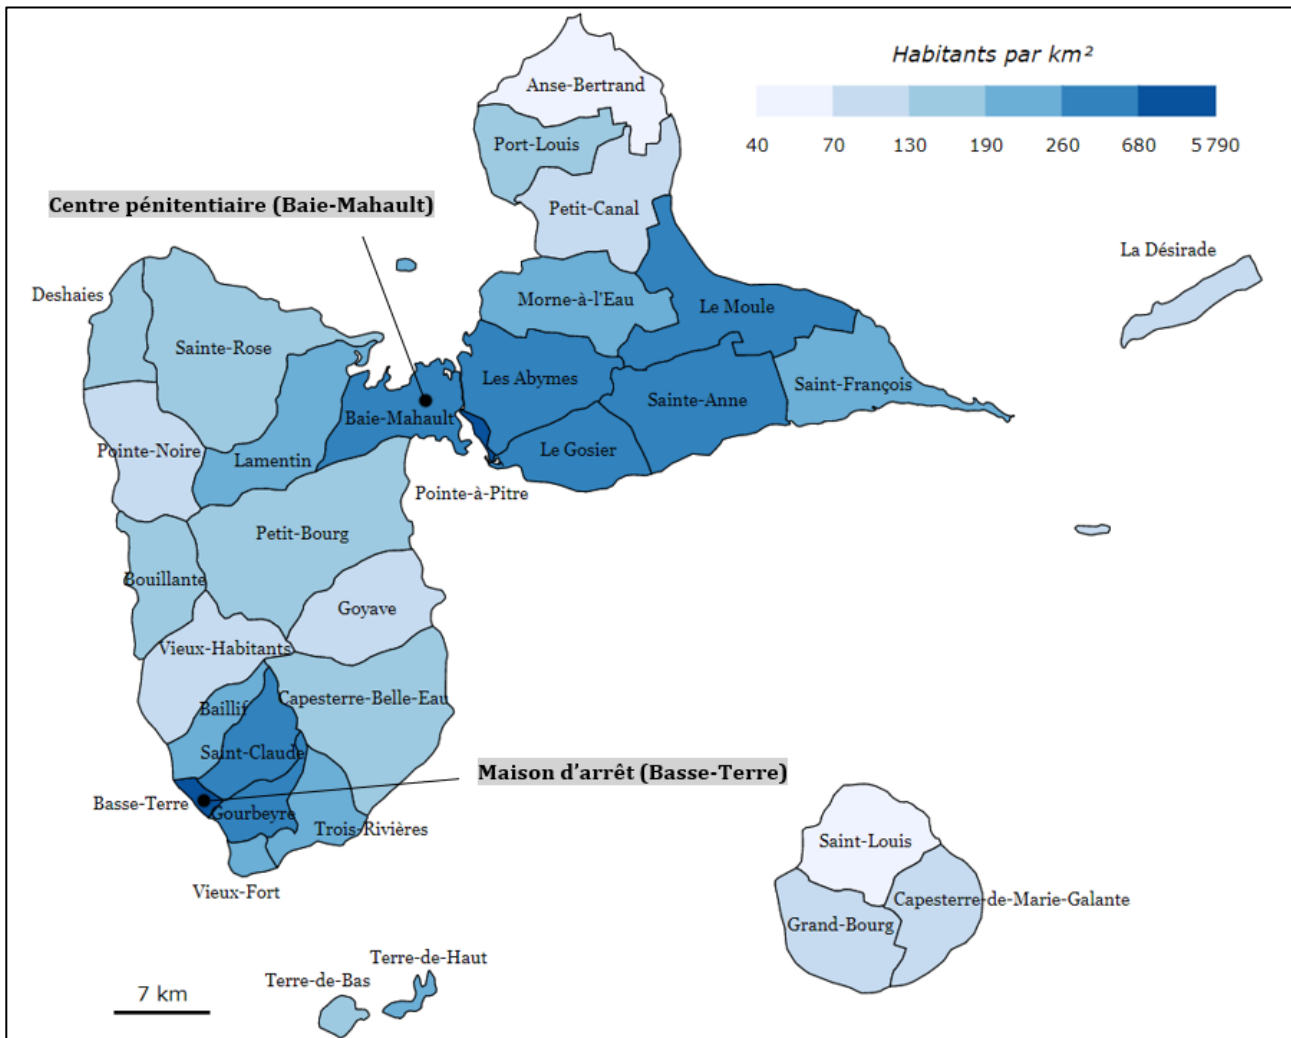 Habitants par km²
40 70 130 190 260 680 5 790
Anse-Bertrand
Port-Louis
Centre pénitentiaire (Baie-Mahault)
Petit-Canal
La Désirade
Deshaies
Morne-à-l'Eau
Le Moule
Sainte-Rose
Les Abymes
Saint-François
Sainte-Anne
Baie-Mahault
Pointe-Noire
Lamentin
Le Gosier
Pointe-à-Pitre
Petit-Bourg
Bouillante
Goyave
Vieux-Habitants
Capesterre-Belle-Eau
Baillif
Saint-Claude
Maison d'arrêt (Basse-Terre)
Basse-Terre
Gourbeyre
Trois-Rivières
Saint-Louis
Vieux-Fort
Capesterre-de-Marie-Galante
Grand-Bourg
Terre-de-Haut
Terre-de-Bas
7 km